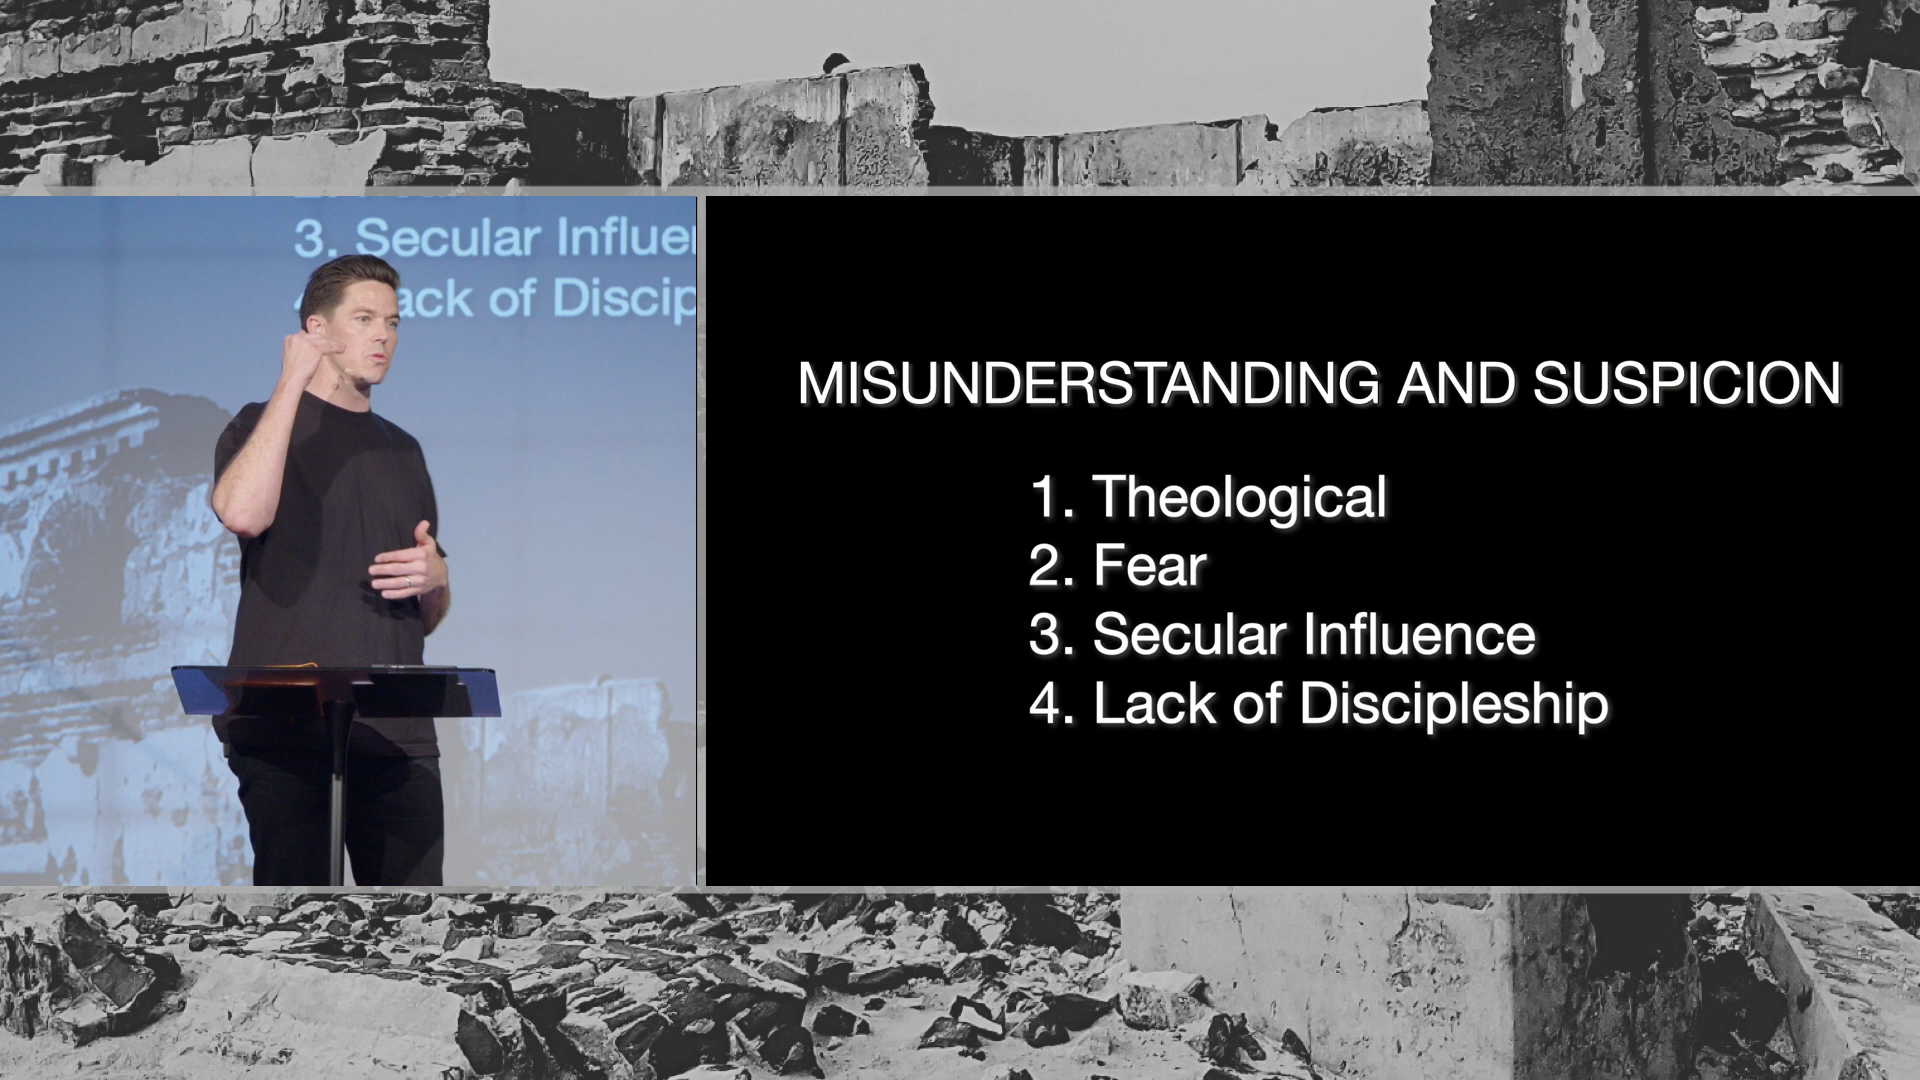 3. Secular Influe
ack of Discip
MISUNDERSTANDING AND SUSPICION
1. Theological
2. Fear
3. Secular Influence
4. Lack of Discipleship